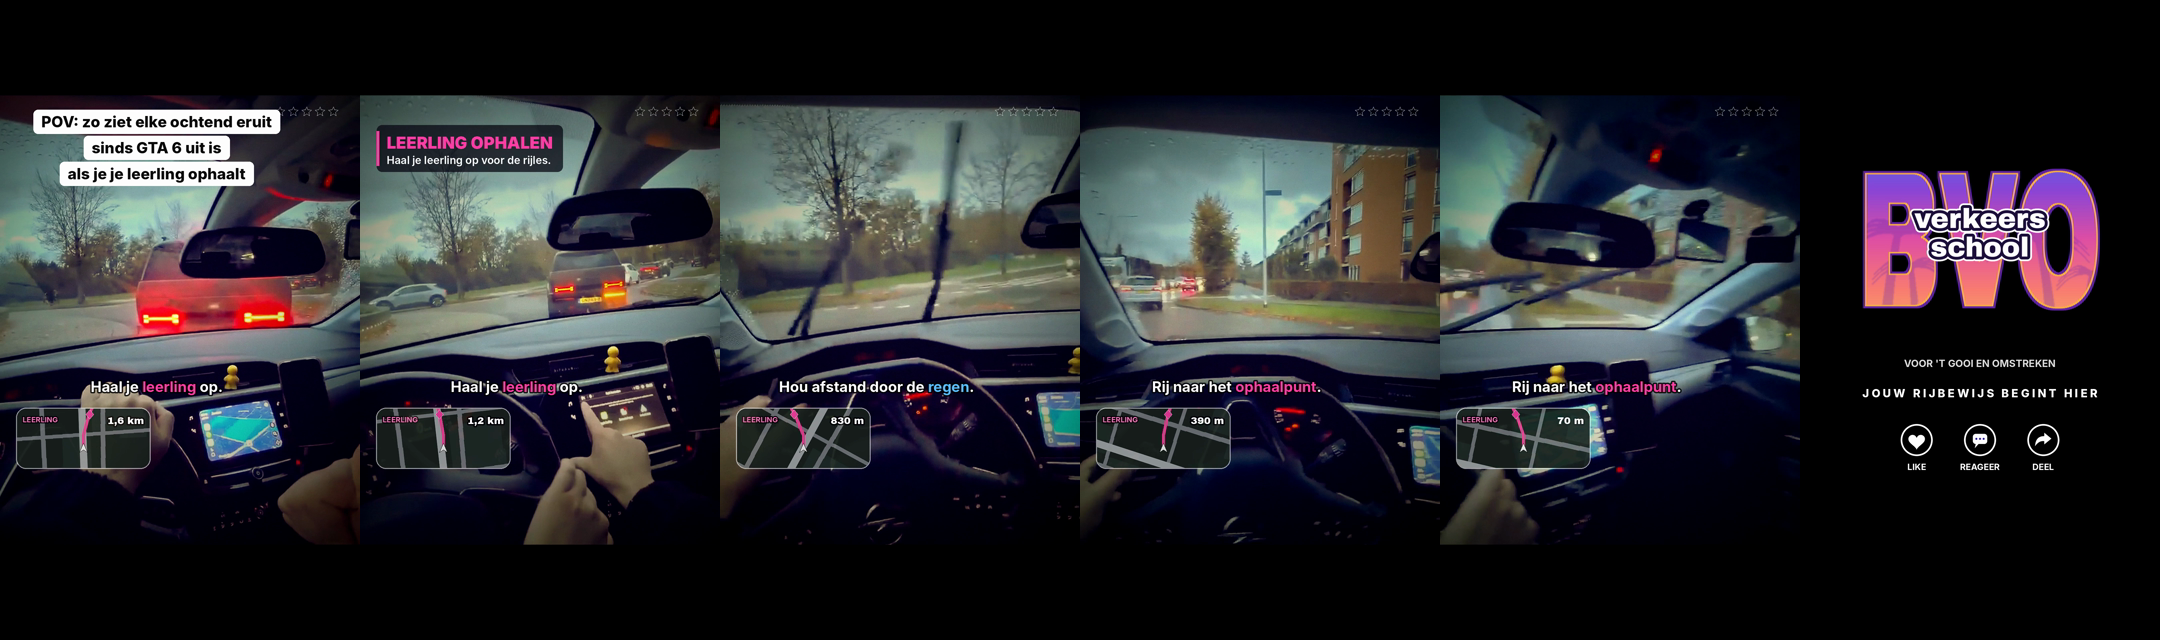 POV: zo ziet elke ochtend eruit
sinds GTA 6 uit is
als je je leerling ophaalt
Haal je leerling op.
LEERLING
1,6 km
LEERLING OPHALEN
Haal je leerling op voor de rijles.
Haal je leerling op.
LEERLING
1,2 km
Hou afstand door de regen.
LEERLING
830 m
Rij naar het ophaalpunt.
LEERLING
390 m
Rij naar het ophaalpunt.
LEERLING
70 m
BVO
verkeers
school
VOOR 'T GOOI EN OMSTREKEN
JOUW RIJBEWIJS BEGINT HIER
LIKE
REAGEER
DEEL